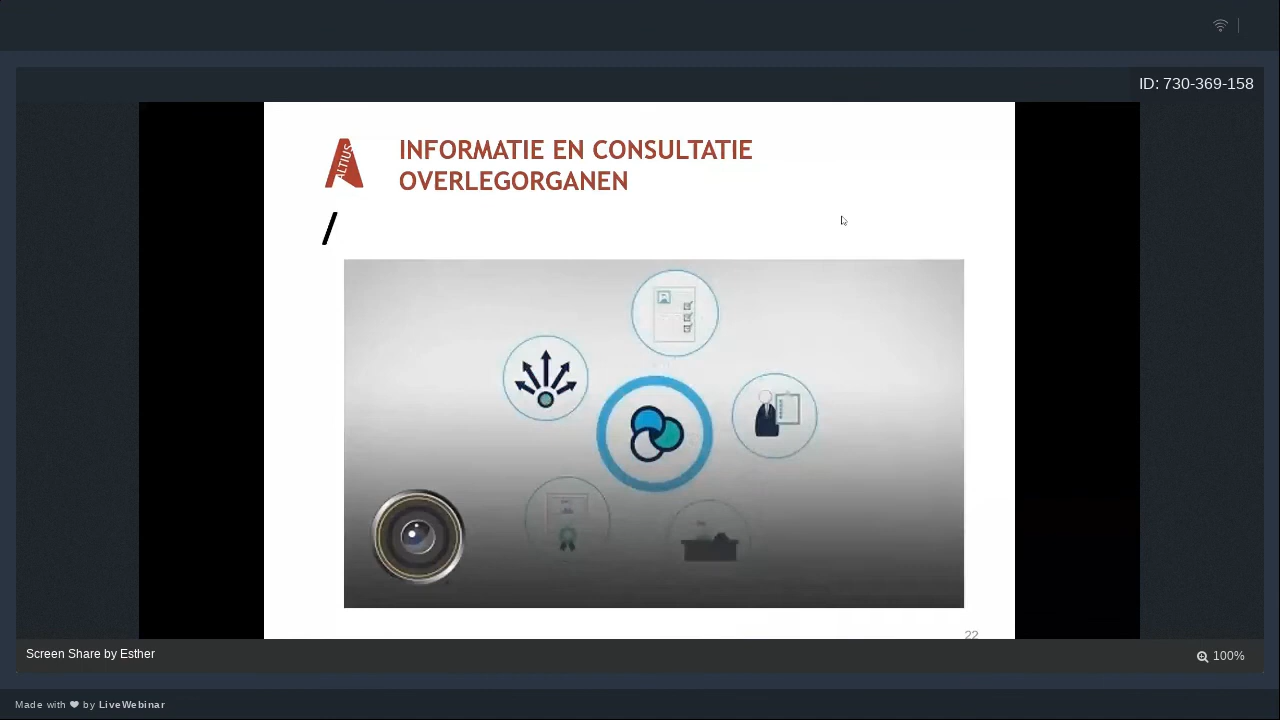 ID: 730-369-158
ALTIUS
INFORMATIE EN CONSULTATIE
OVERLEGORGANEN
/
22
Screen Share by Esther
100%
Made with ❤ by LiveWebinar